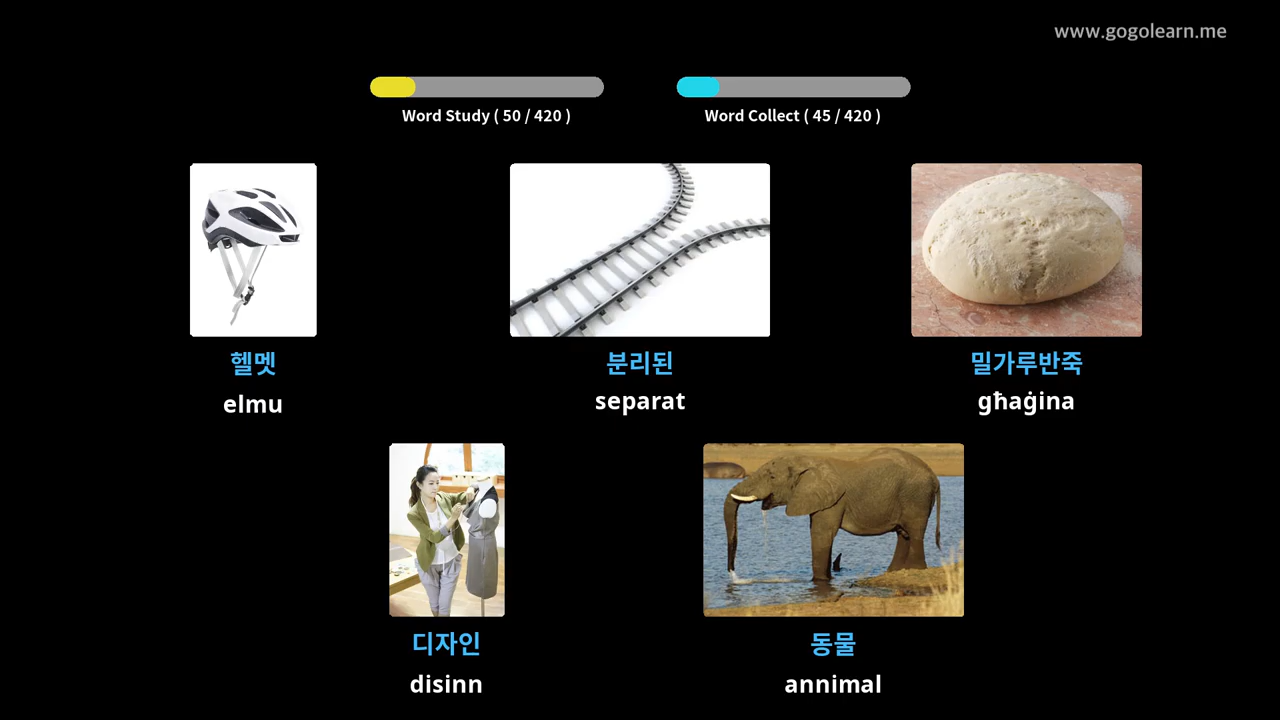 www.gogolearn.me
Word Study ( 50 / 420 )
Word Collect ( 45 / 420 )
헬멧
elmu
분리된
separat
밀가루반죽
għaġina
디자인
disinn
동물
annimal